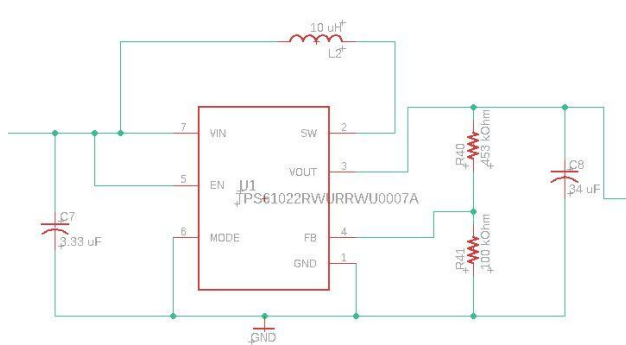 10 uH
L2
7 VIN SW 2
VOUT 3
5 EN
U1
TPS61022RWURRWU0007A
6 MODE FB 4
GND 1
R40
453 kOhm
R41
100 kOhm
C8
34 uF
C7
3.33 uF
GND